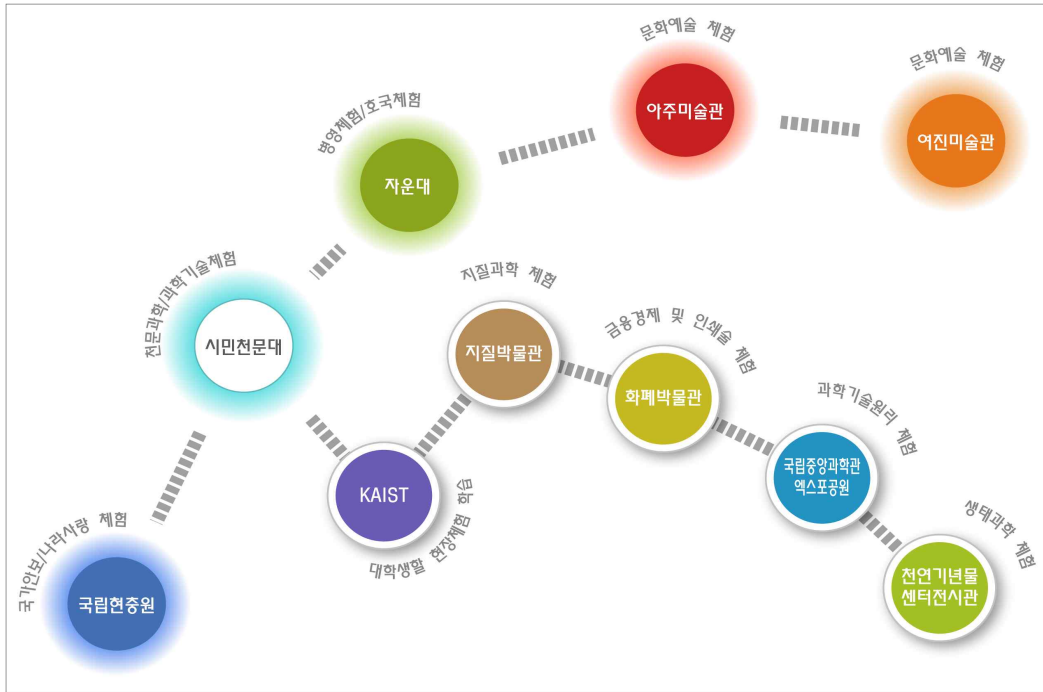 문화예술 체험
아주미술관
문화예술 체험
여진미술관
병영체험/호국체험
자운대
천문과학/과학기술체험
시민천문대
지질과학 체험
지질박물관
금융경제 및 인쇄술 체험
화폐박물관
과학기술원리 체험
국립중앙과학관
엑스포공원
KAIST
대학생할 현장체험 학습
생태과학 체험
천연기념물
센터전시관
국가안보/나라사랑 체험
국립현충원